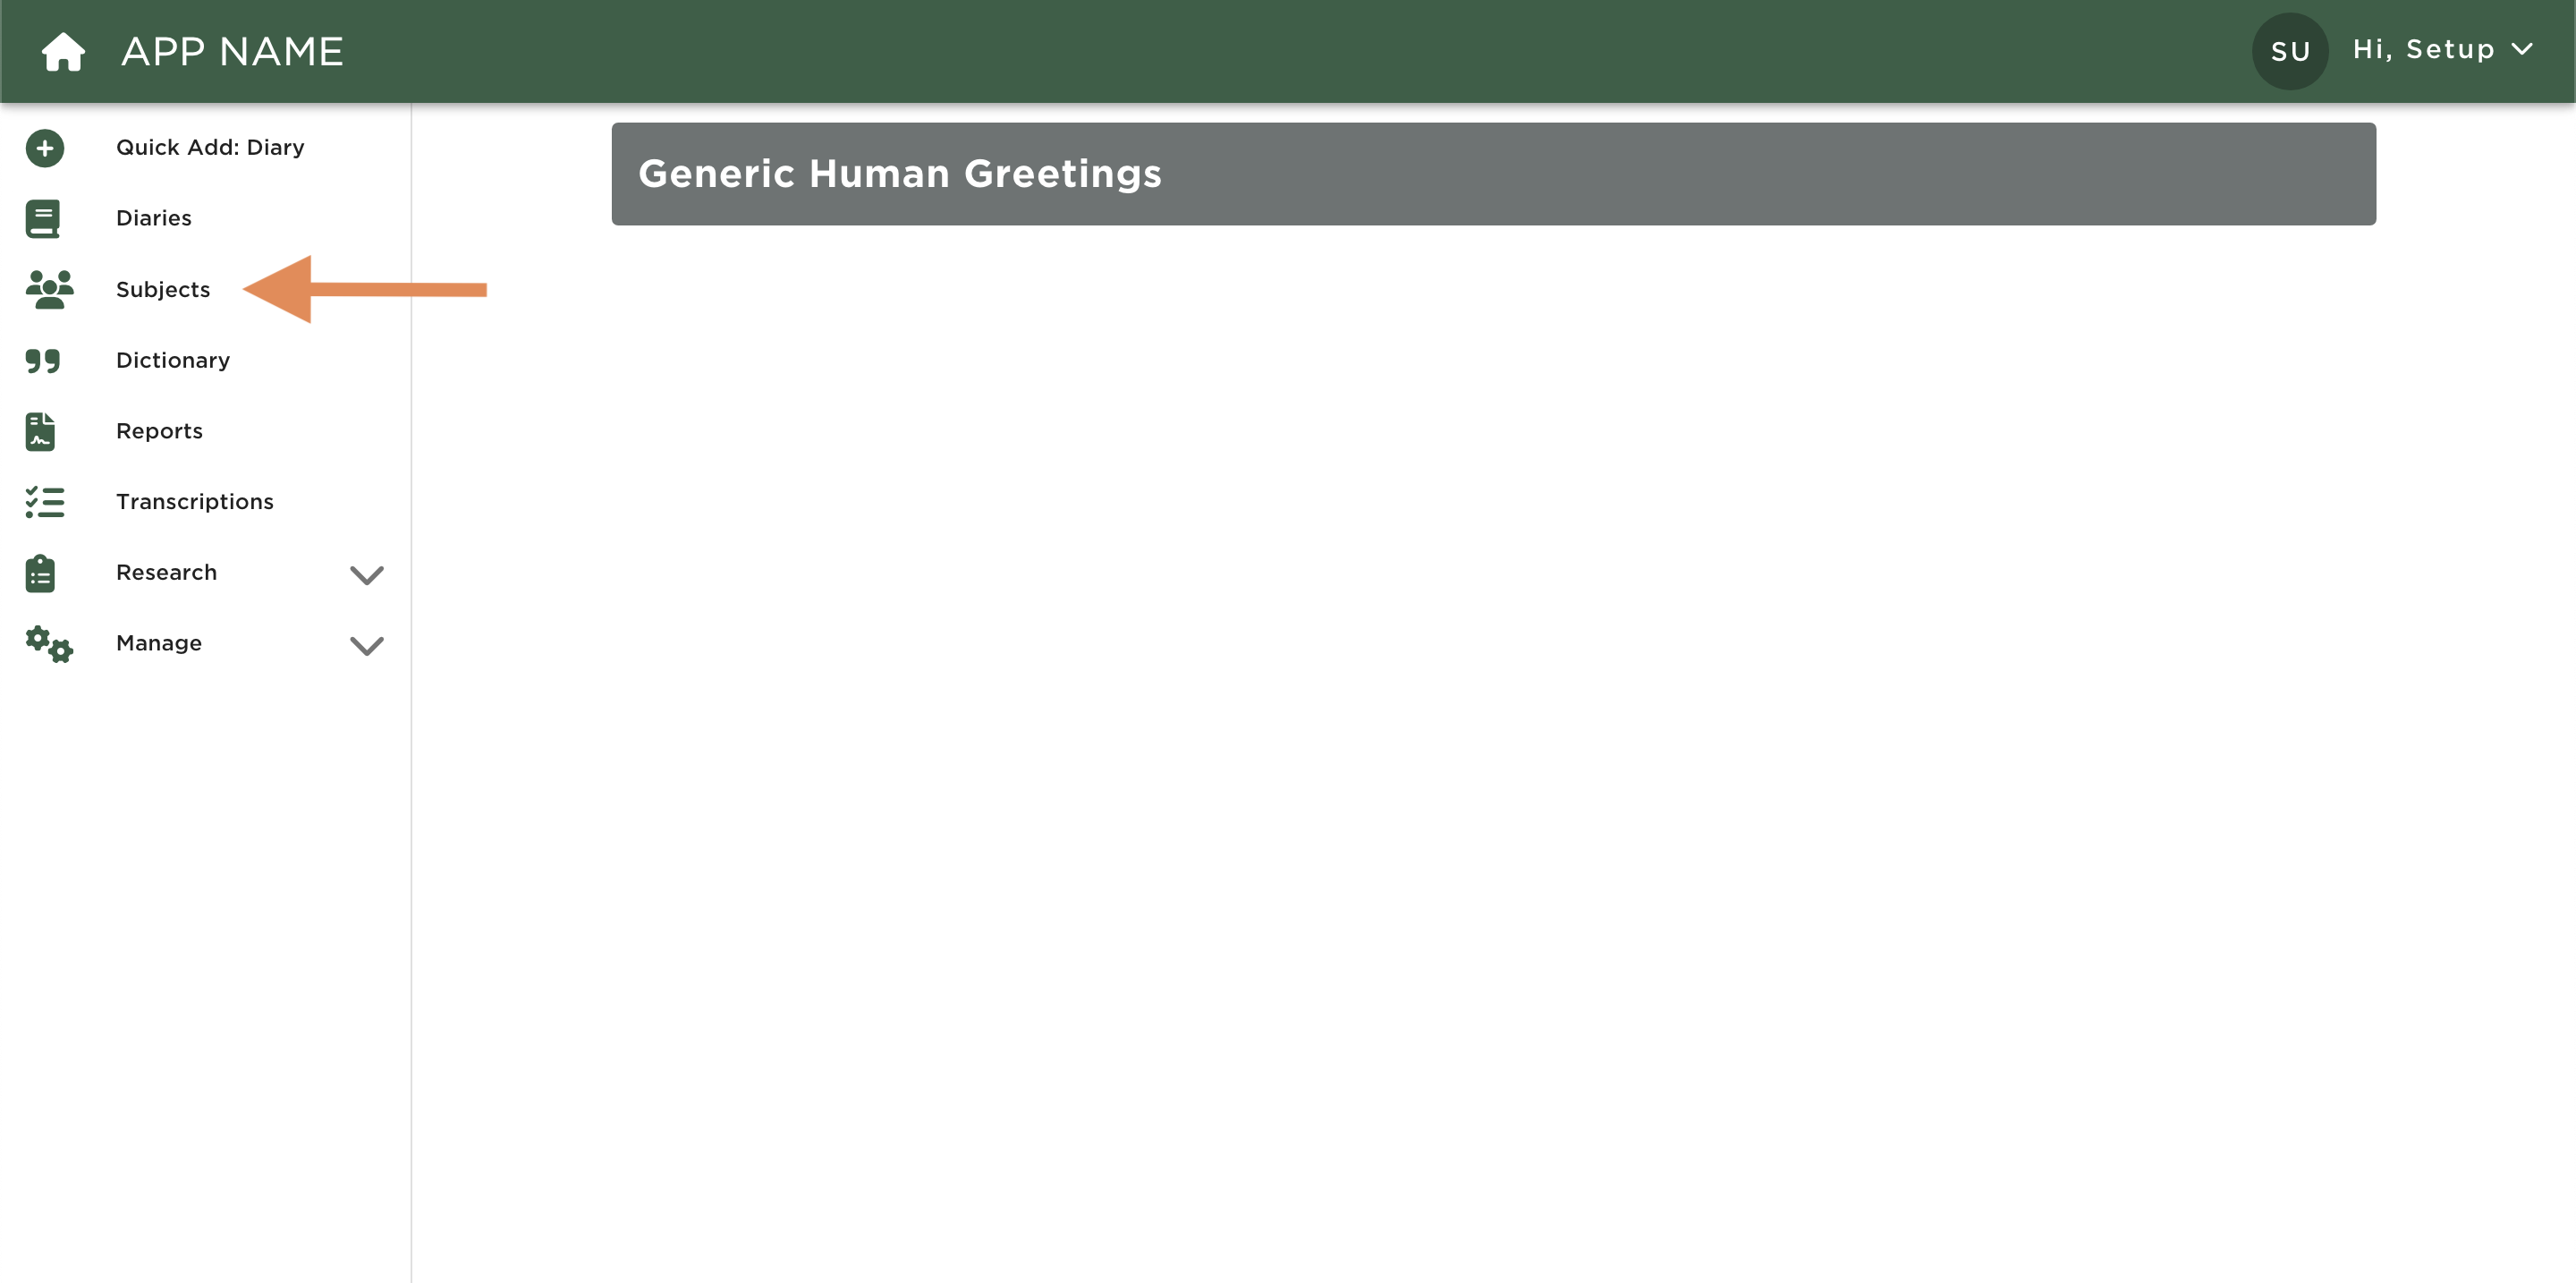 APP NAME
SU
Hi, Setup
Quick Add: Diary
Diaries
Subjects
Dictionary
Reports
Transcriptions
Research
Manage
Generic Human Greetings